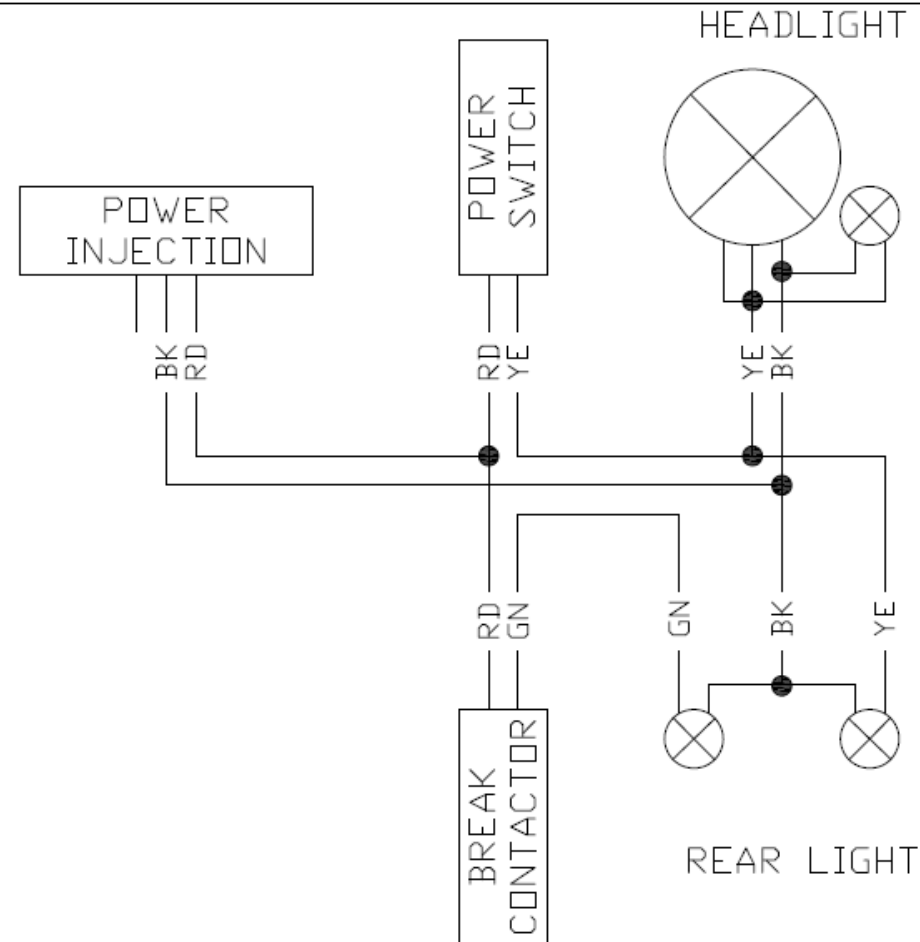 HEADLIGHT
POWER
SWITCH
POWER
INJECTION
BK
RD
RD
YE
YE
BK
RD
GN
GN
BK
YE
BREAK
CONTACTOR
REAR LIGHT